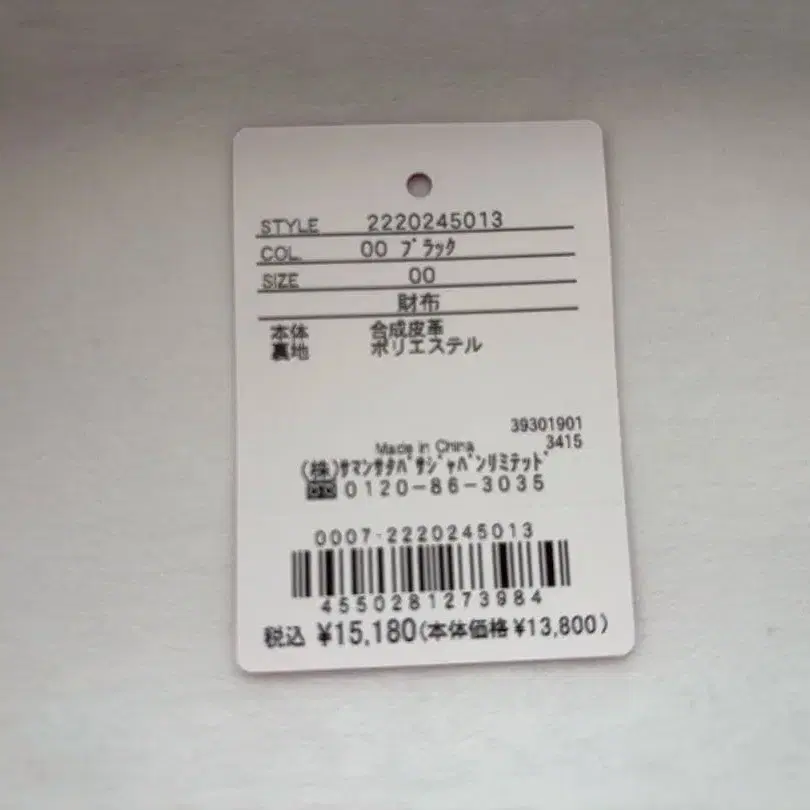 STYLE 2220245013
COL. 00 ﾌﾞﾗｯｸ
SIZE 00
財布
本体 合成皮革
裏地 ポリエステル
39301901
Made in China 3415
(株)ｻﾏﾝｻﾀﾊﾞｻｼﾞｬﾊﾟﾝﾘﾐﾃｯﾄﾞ
0120-86-3035
0007-2220245013
4550281273984
税込 ¥15,180(本体価格¥13,800)